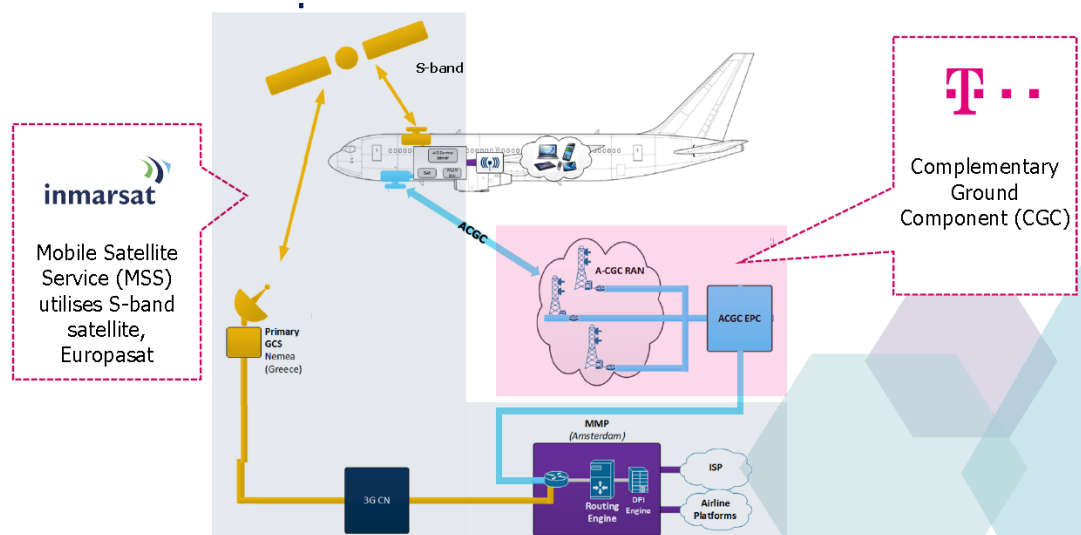 S-band
inmarsat
Mobile Satellite
Service (MSS)
utilises S-band
satellite,
Europasat
T
Complementary
Ground
Component (CGC)
ACGC
A-CGC RAN
ACGC EPC
Primary
GCS
Nemea
(Greece)
MMP
(Amsterdam)
3G CN
Routing
Engine
DPI
Engine
ISP
Airline
Platforms